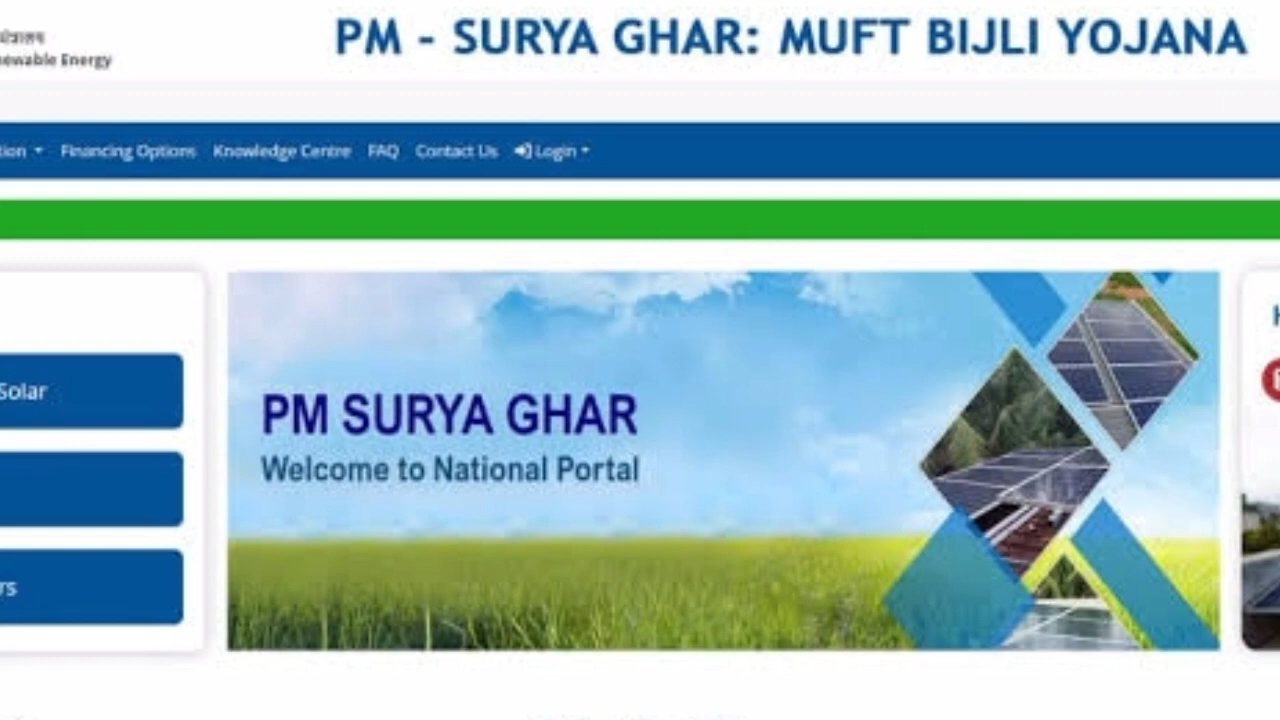 PM - SURYA GHAR: MUFT BIJLI YOJANA
ewable Energy
tion Financing Options Knowledge Centre FAQ Contact Us Login
Solar
rs
PM SURYA GHAR
Welcome to National Portal
H